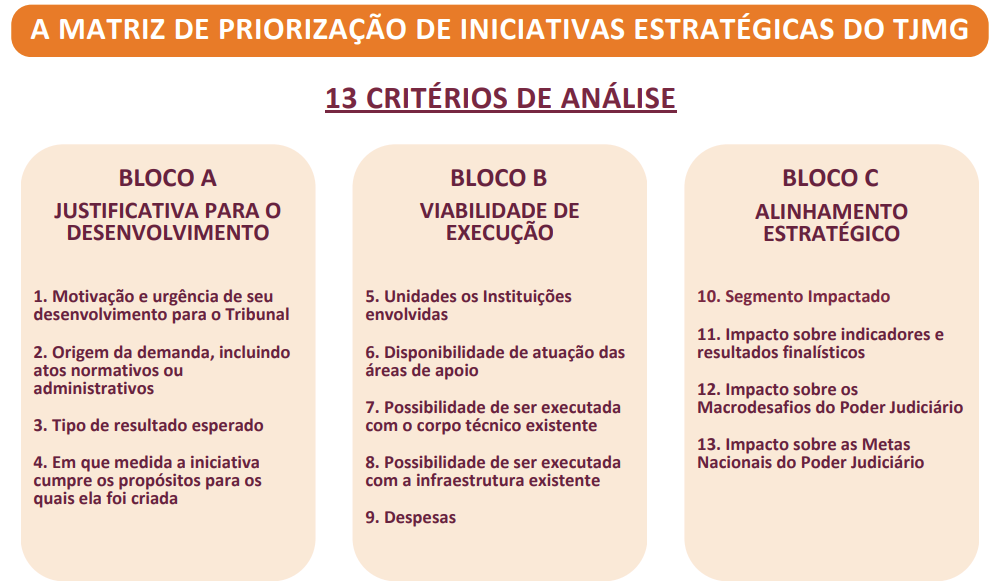 A MATRIZ DE PRIORIZAÇÃO DE INICIATIVAS ESTRATÉGICAS DO TJMG
13 CRITÉRIOS DE ANÁLISE
BLOCO A
JUSTIFICATIVA PARA O
DESENVOLVIMENTO
1. Motivação e urgência de seu
desenvolvimento para o Tribunal
2. Origem da demanda, incluindo
atos normativos ou
administrativos
3. Tipo de resultado esperado
4. Em que medida a iniciativa
cumpre os propósitos para os
quais ela foi criada
BLOCO B
VIABILIDADE DE
EXECUÇÃO
5. Unidades os Instituições
envolvidas
6. Disponibilidade de atuação das
áreas de apoio
7. Possibilidade de ser executada
com o corpo técnico existente
8. Possibilidade de ser executada
com a infraestrutura existente
9. Despesas
BLOCO C
ALINHAMENTO
ESTRATÉGICO
10. Segmento Impactado
11. Impacto sobre indicadores e
resultados finalísticos
12. Impacto sobre os
Macrodesafios do Poder Judiciário
13. Impacto sobre as Metas
Nacionais do Poder Judiciário